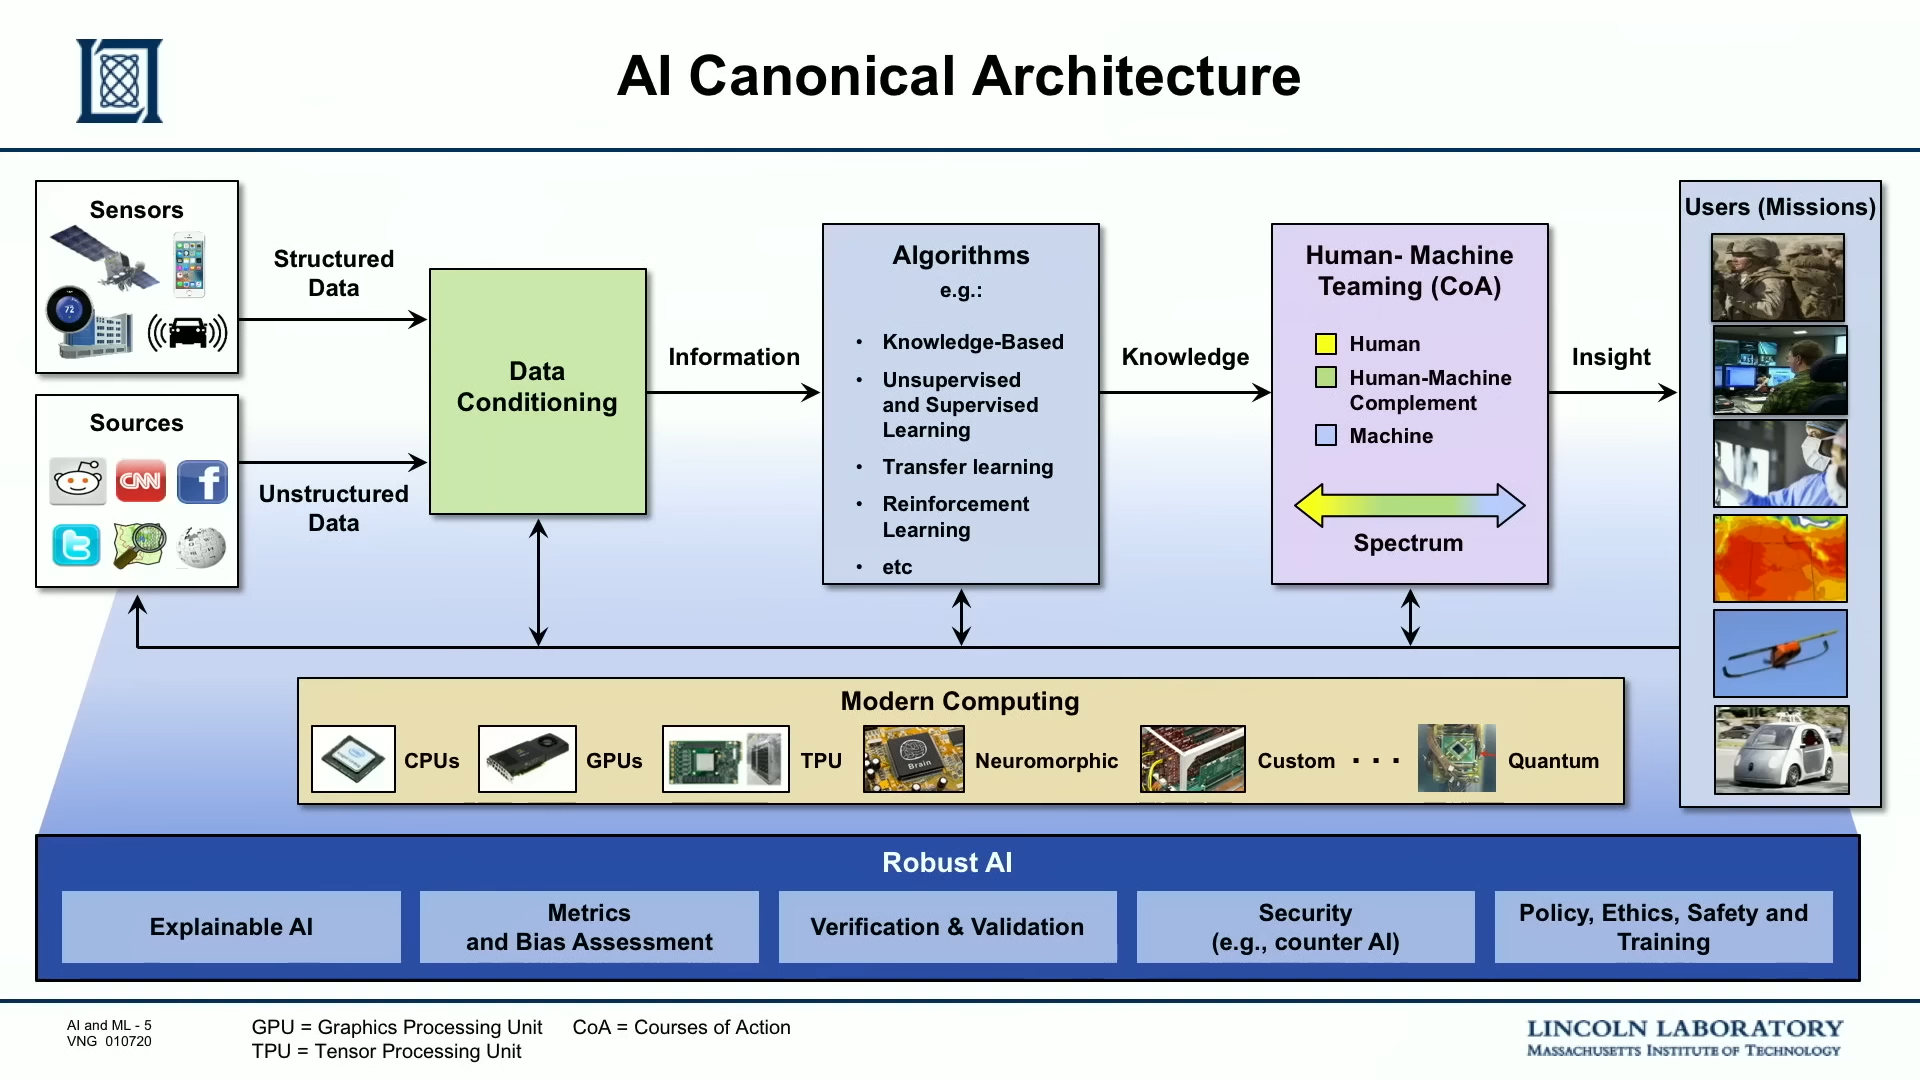 AI Canonical Architecture
Sensors
72
Structured
Data
Sources
CNN
f
t
Unstructured
Data
Data
Conditioning
Information
Algorithms
e.g.:
• Knowledge-Based
• Unsupervised
and Supervised
Learning
• Transfer learning
• Reinforcement
Learning
• etc
Knowledge
Human- Machine
Teaming (CoA)
Human
Human-Machine
Complement
Machine
Spectrum
Insight
Users (Missions)
Modern Computing
CPUs
GPUs
TPU
Brain
Neuromorphic
Custom
· · ·
Quantum
Robust AI
Explainable AI
Metrics
and Bias Assessment
Verification & Validation
Security
(e.g., counter AI)
Policy, Ethics, Safety and
Training
AI and ML - 5
VNG 010720
GPU = Graphics Processing Unit CoA = Courses of Action
TPU = Tensor Processing Unit
LINCOLN LABORATORY
MASSACHUSETTS INSTITUTE OF TECHNOLOGY